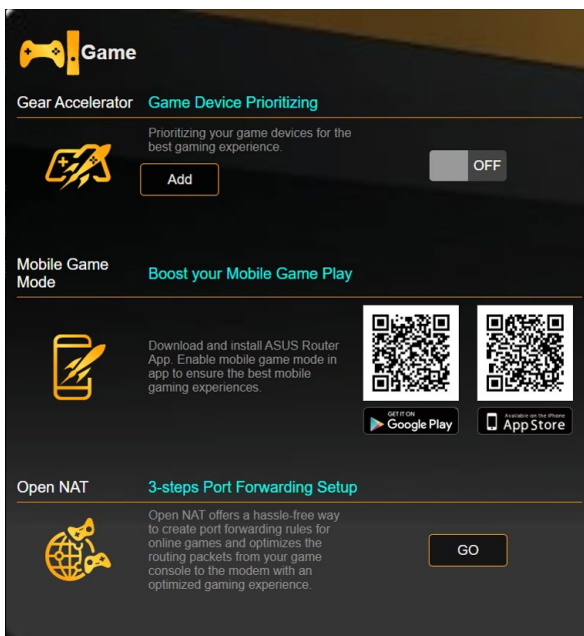 Game
Gear Accelerator
Game Device Prioritizing
Prioritizing your game devices for the
best gaming experience.
Add
OFF
Mobile Game
Mode
Boost your Mobile Game Play
Download and install ASUS Router
App. Enable mobile game mode in
app to ensure the best mobile
gaming experiences.
GET IT ON
Google Play
Available on the iPhone
App Store
Open NAT
3-steps Port Forwarding Setup
Open NAT offers a hassle-free way
to create port forwarding rules for
online games and optimizes the
routing packets from your game
console to the modem with an
optimized gaming experience.
GO